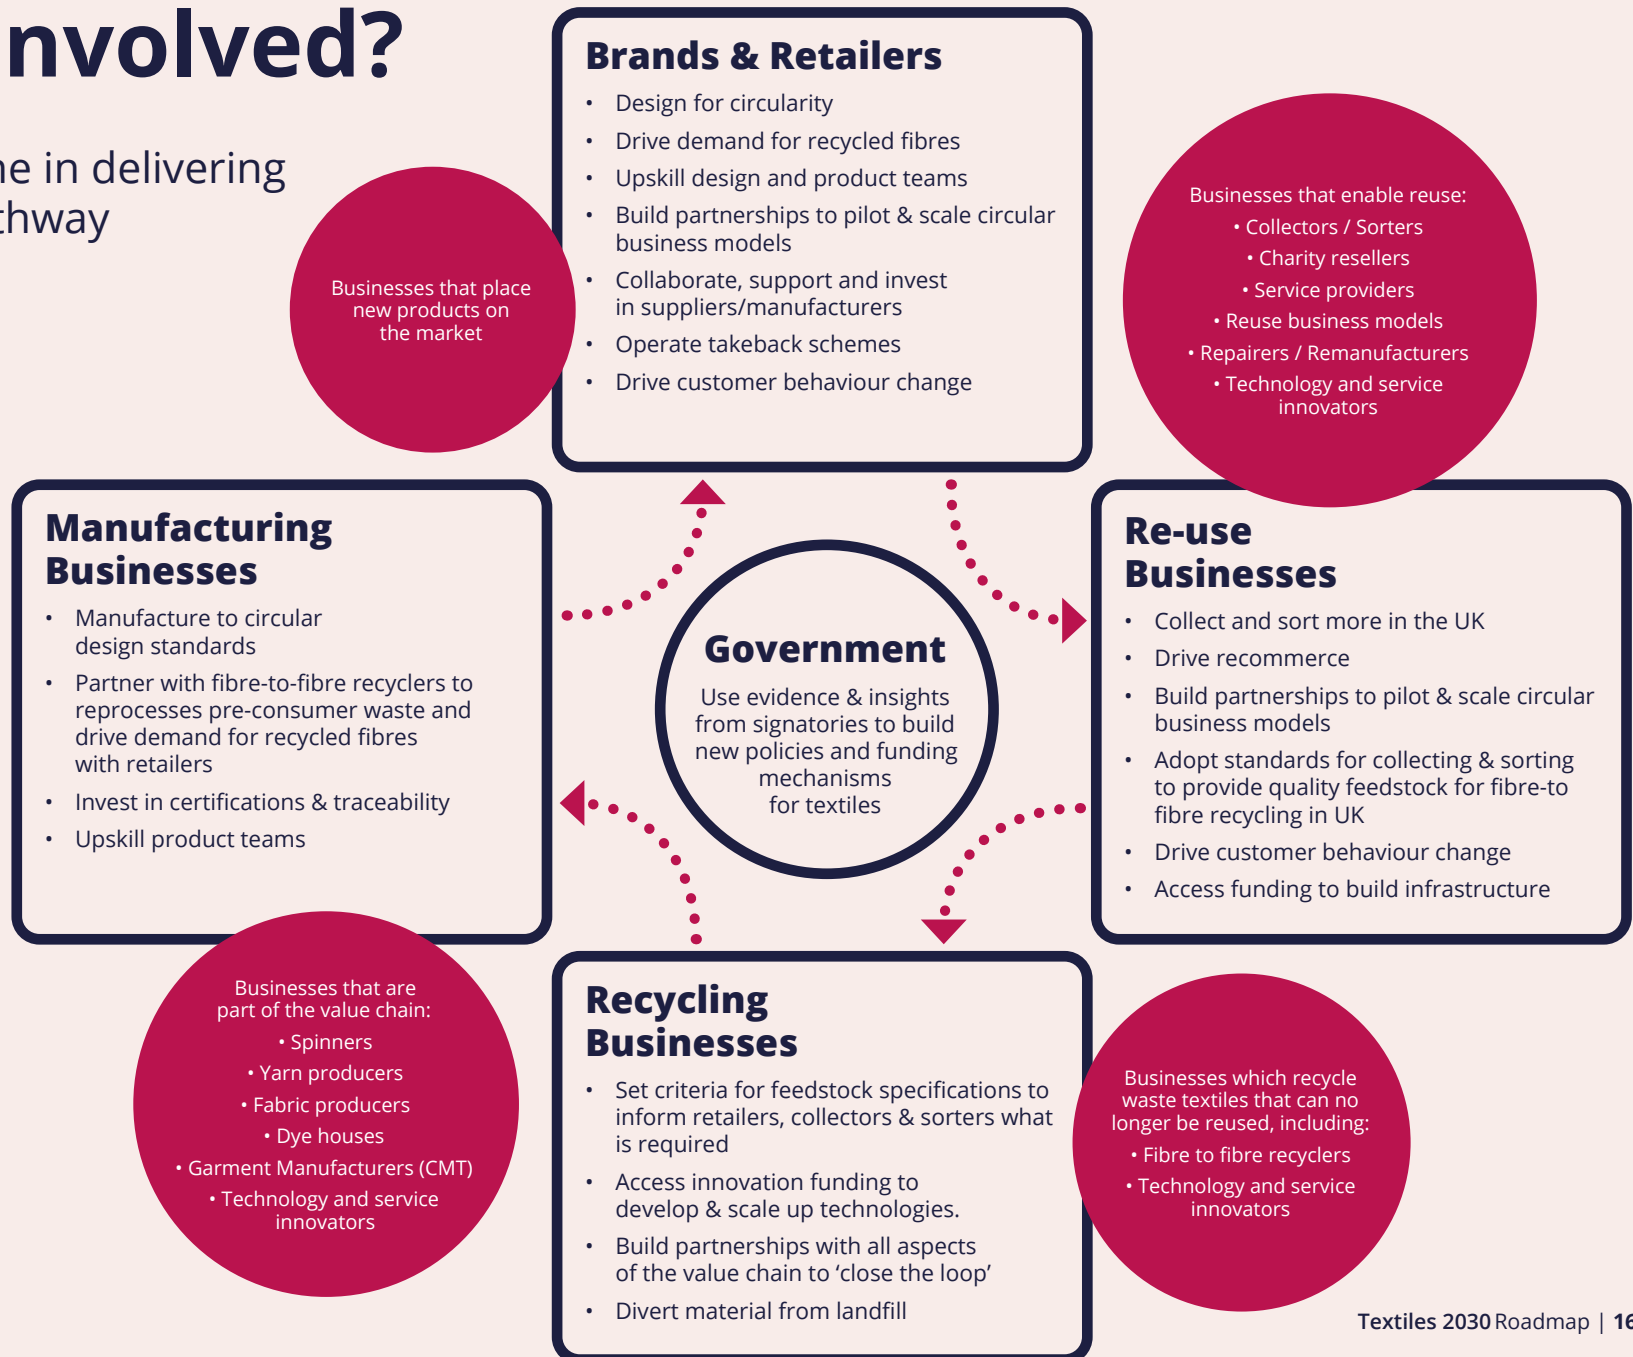 nvolved?
ne in delivering
thway
Businesses that place
new products on
the market
Brands & Retailers
• Design for circularity
• Drive demand for recycled fibres
• Upskill design and product teams
• Build partnerships to pilot & scale circular
business models
• Collaborate, support and invest
in suppliers/manufacturers
• Operate takeback schemes
• Drive customer behaviour change
Businesses that enable reuse:
• Collectors / Sorters
• Charity resellers
• Service providers
• Reuse business models
• Repairers / Remanufacturers
• Technology and service
innovators
Manufacturing
Businesses
• Manufacture to circular
design standards
• Partner with fibre-to-fibre recyclers to
reprocesses pre-consumer waste and
drive demand for recycled fibres
with retailers
• Invest in certifications & traceability
• Upskill product teams
Government
Use evidence & insights
from signatories to build
new policies and funding
mechanisms
for textiles
Re-use
Businesses
• Collect and sort more in the UK
• Drive recommerce
• Build partnerships to pilot & scale circular
business models
• Adopt standards for collecting & sorting
to provide quality feedstock for fibre-to
fibre recycling in UK
• Drive customer behaviour change
• Access funding to build infrastructure
Businesses that are
part of the value chain:
• Spinners
• Yarn producers
• Fabric producers
• Dye houses
• Garment Manufacturers (CMT)
• Technology and service
innovators
Recycling
Businesses
• Set criteria for feedstock specifications to
inform retailers, collectors & sorters what
is required
• Access innovation funding to
develop & scale up technologies.
• Build partnerships with all aspects
of the value chain to ‘close the loop’
• Divert material from landfill
Businesses which recycle
waste textiles that can no
longer be reused, including:
• Fibre to fibre recyclers
• Technology and service
innovators
Textiles 2030 Roadmap | 16